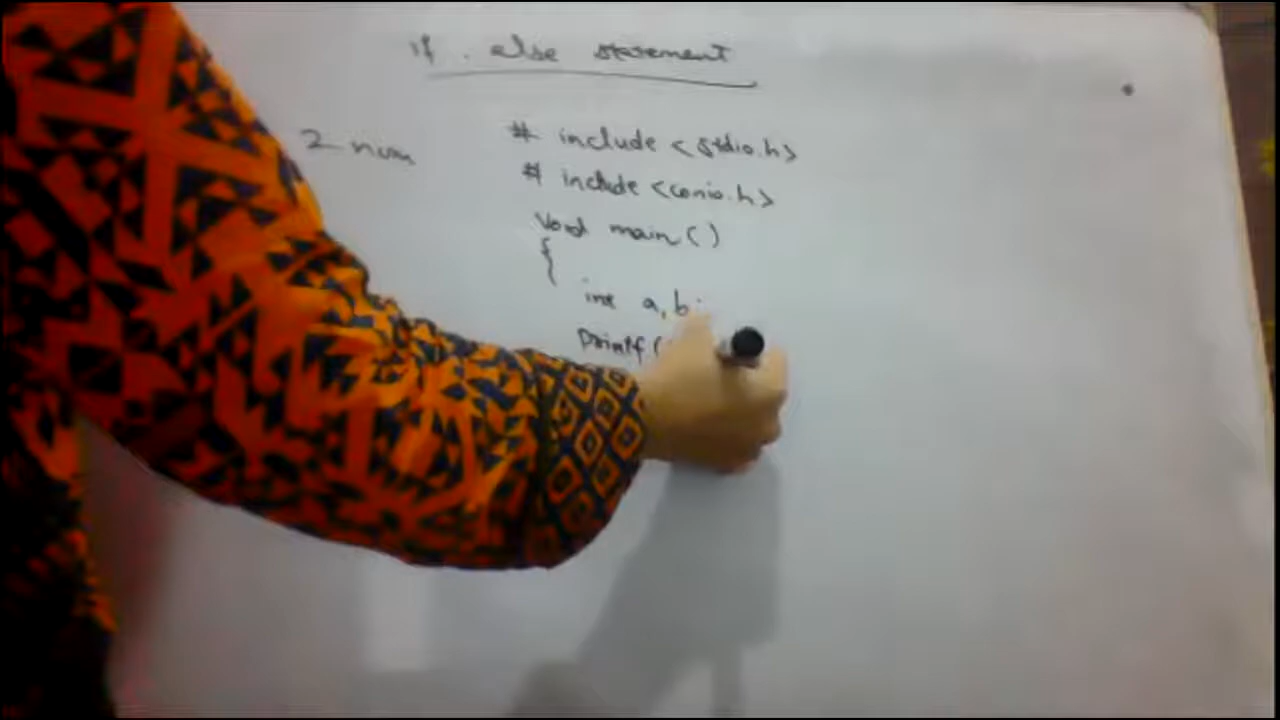 if . else statement
2 num
# include <stdio.h>
# include <conio.h>
Void main ( )
{
int a, b;
Printf (